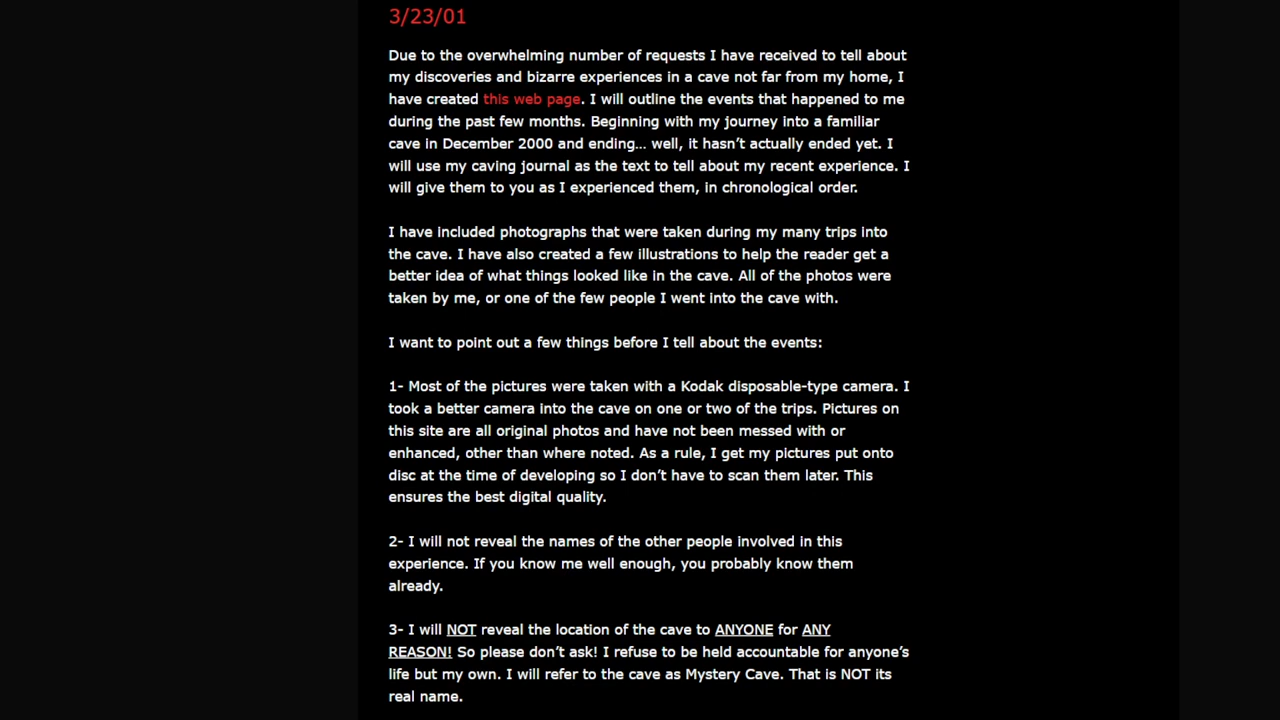 3/23/01
Due to the overwhelming number of requests I have received to tell about
my discoveries and bizarre experiences in a cave not far from my home, I
have created this web page. I will outline the events that happened to me
during the past few months. Beginning with my journey into a familiar
cave in December 2000 and ending… well, it hasn’t actually ended yet. I
will use my caving journal as the text to tell about my recent experience. I
will give them to you as I experienced them, in chronological order.
I have included photographs that were taken during my many trips into
the cave. I have also created a few illustrations to help the reader get a
better idea of what things looked like in the cave. All of the photos were
taken by me, or one of the few people I went into the cave with.
I want to point out a few things before I tell about the events:
1- Most of the pictures were taken with a Kodak disposable-type camera. I
took a better camera into the cave on one or two of the trips. Pictures on
this site are all original photos and have not been messed with or
enhanced, other than where noted. As a rule, I get my pictures put onto
disc at the time of developing so I don’t have to scan them later. This
ensures the best digital quality.
2- I will not reveal the names of the other people involved in this
experience. If you know me well enough, you probably know them
already.
3- I will NOT reveal the location of the cave to ANYONE for ANY
REASON! So please don’t ask! I refuse to be held accountable for anyone’s
life but my own. I will refer to the cave as Mystery Cave. That is NOT its
real name.